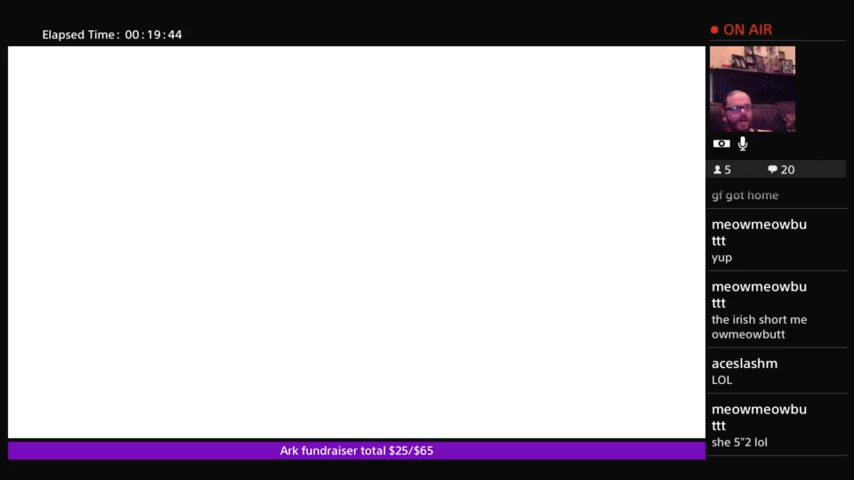 Elapsed Time: 00:19:44
ON AIR
5 20
gf got home
meowmeowbu
ttt
yup
meowmeowbu
ttt
the irish short me
owmeowbutt
aceslashm
LOL
meowmeowbu
ttt
she 5"2 lol
Ark fundraiser total $25/$65